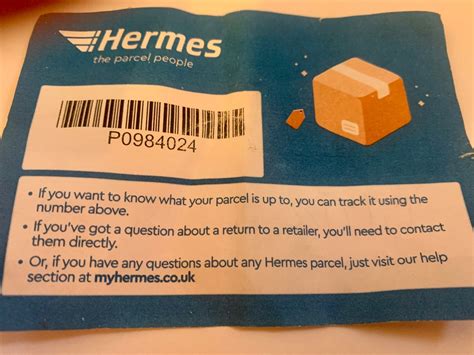 Hermes
the parcel people
P0984024
• If you want to know what your parcel is up to, you can track it using the
number above.
• If you've got a question about a return to a retailer, you'll need to contact
them directly.
• Or, if you have any questions about any Hermes parcel, just visit our help
section at myhermes.co.uk